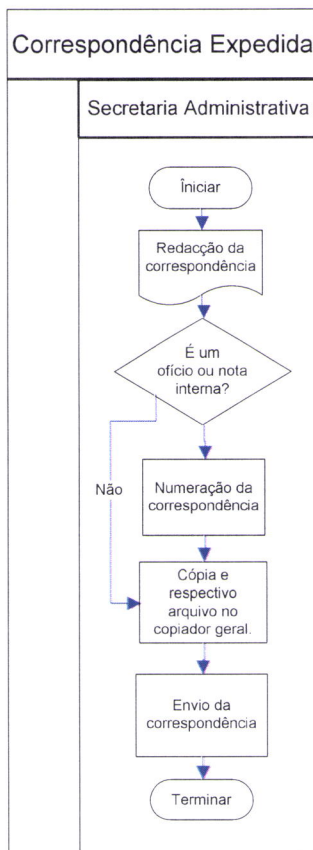 Correspondência Expedida
Secretaria Administrativa
Íniciar
Redacção da
correspondência
É um
ofício ou nota
interna?
Não
Numeração da
correspondência
Cópia e
respectivo
arquivo no
copiador geral.
Envio da
correspondência
Terminar